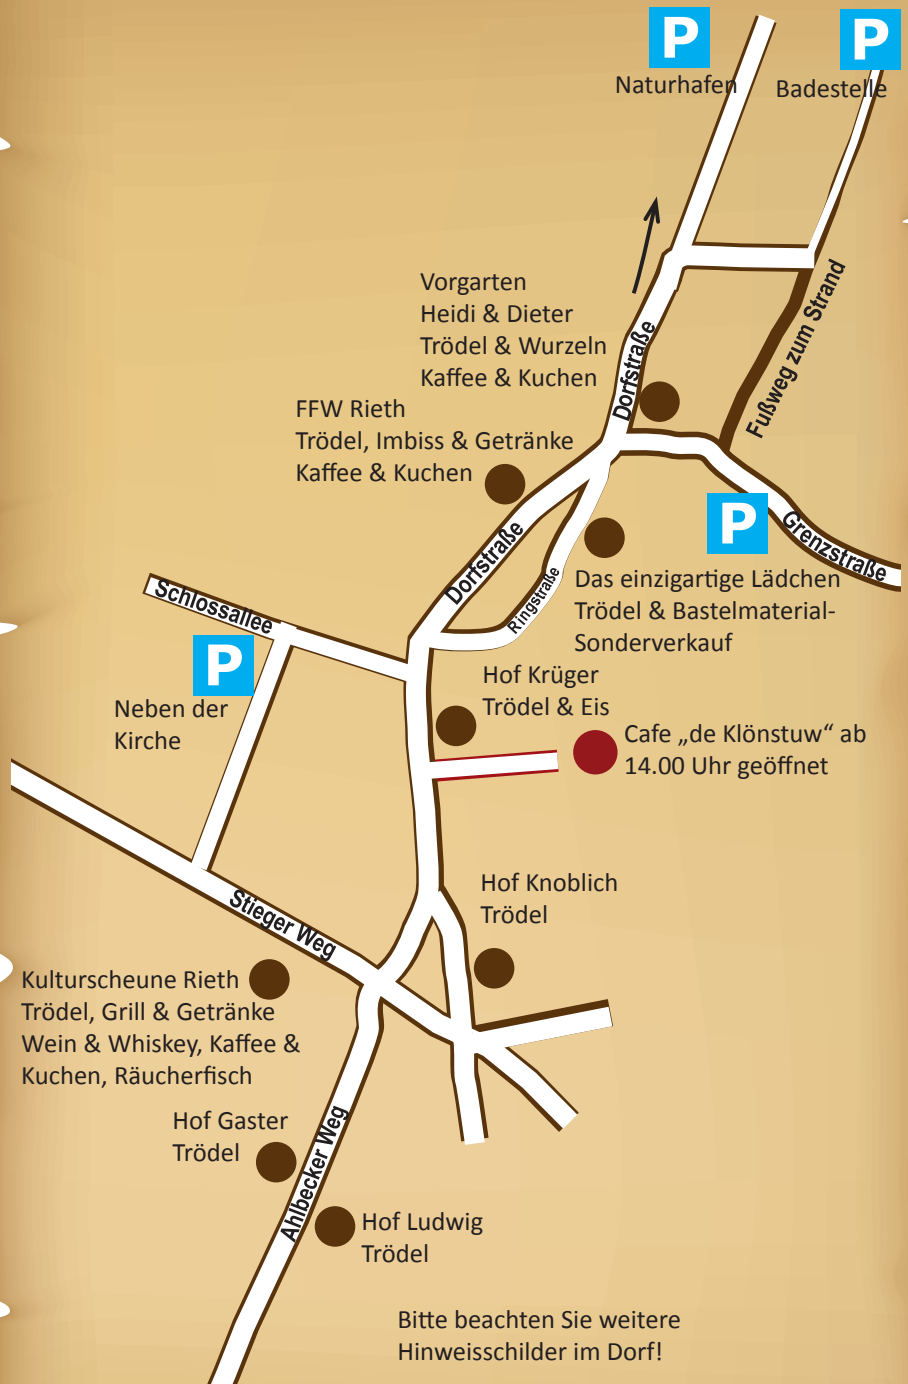 P
Naturhafen
P
Badestelle
Vorgarten
Heidi & Dieter
Trödel & Wurzeln
Kaffee & Kuchen
Dorfstraße
Fußweg zum Strand
FFW Rieth
Trödel, Imbiss & Getränke
Kaffee & Kuchen
P
Grenzstraße
Dorfstraße
Ringstraße
Das einzigartige Lädchen
Trödel & Bastelmaterial-
Sonderverkauf
Schlossallee
P
Neben der
Kirche
Hof Krüger
Trödel & Eis
Cafe „de Klönstuw“ ab
14.00 Uhr geöffnet
Stieger Weg
Hof Knoblich
Trödel
Kulturscheune Rieth
Trödel, Grill & Getränke
Wein & Whiskey, Kaffee &
Kuchen, Räucherfisch
Hof Gaster
Trödel
Ahlbecker Weg
Hof Ludwig
Trödel
Bitte beachten Sie weitere
Hinweisschilder im Dorf!